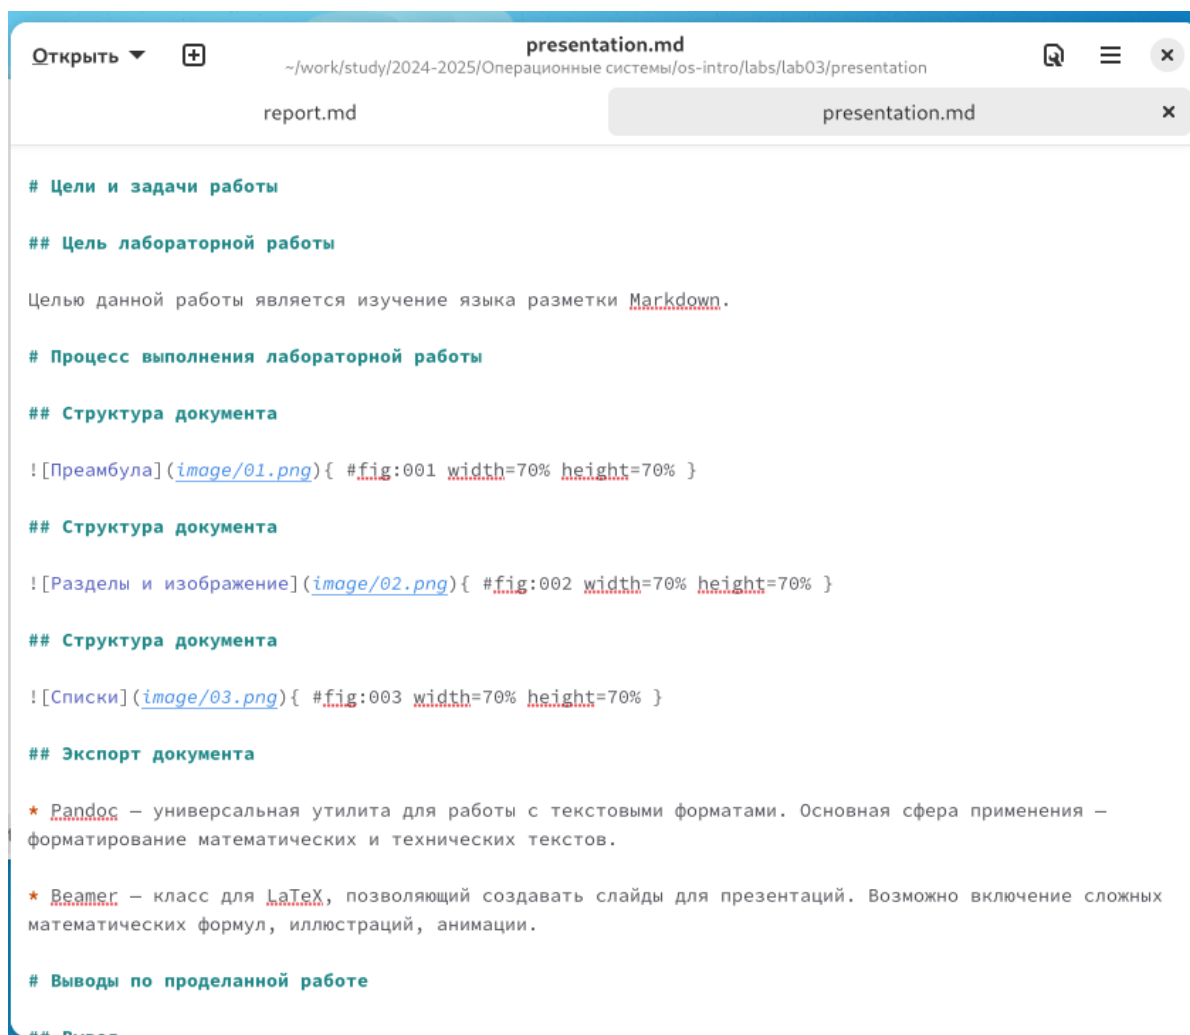 Открыть
presentation.md
~/work/study/2024-2025/Операционные системы/os-intro/labs/lab03/presentation
report.md
presentation.md
# Цели и задачи работы
## Цель лабораторной работы
Целью данной работы является изучение языка разметки Markdown.
# Процесс выполнения лабораторной работы
## Структура документа
![Преамбула](image/01.png){ #fig:001 width=70% height=70% }
## Структура документа
![Разделы и изображение](image/02.png){ #fig:002 width=70% height=70% }
## Структура документа
![Списки](image/03.png){ #fig:003 width=70% height=70% }
## Экспорт документа
* Pandoc — универсальная утилита для работы с текстовыми форматами. Основная сфера применения —
форматирование математических и технических текстов.
* Beamer — класс для LaTeX, позволяющий создавать слайды для презентаций. Возможно включение сложных
математических формул, иллюстраций, анимации.
# Выводы по проделанной работе
##